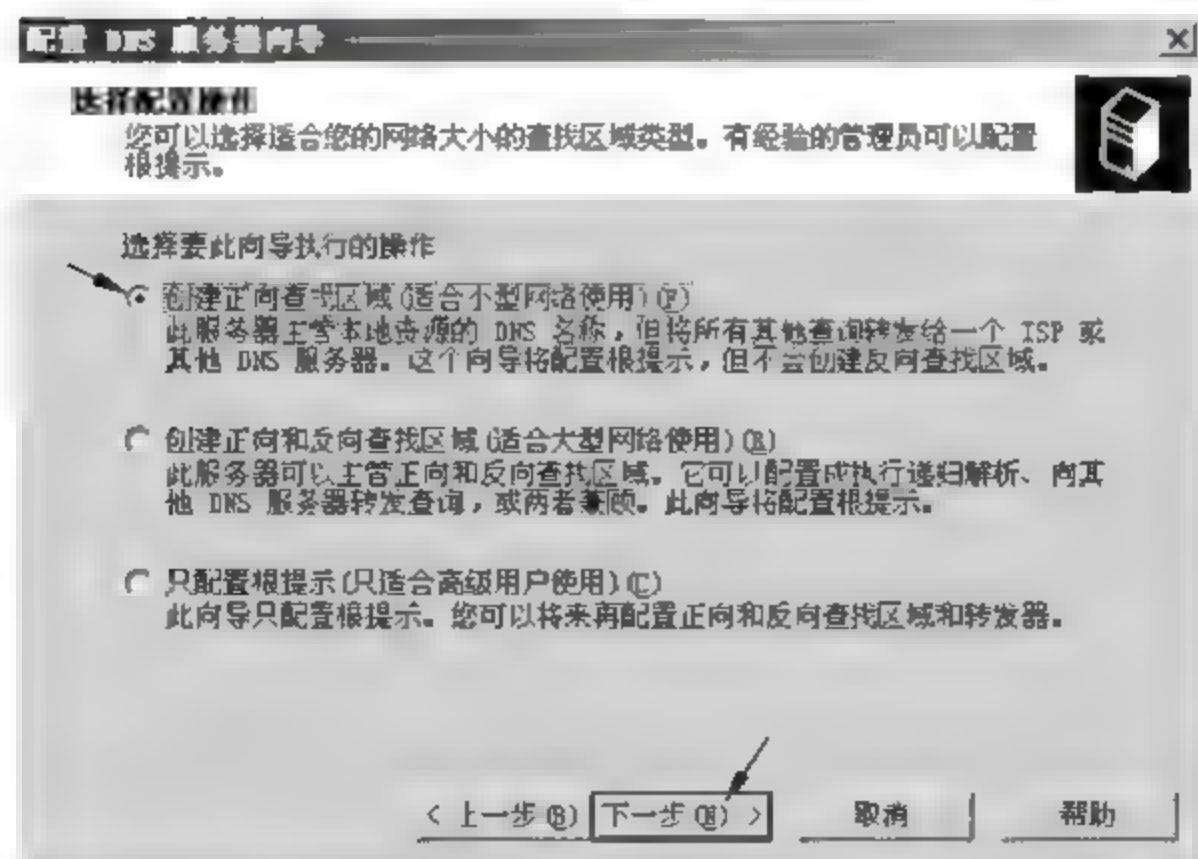 配置 DNS 服务器向导
选择配置操作
您可以选择适合您的网络大小的查找区域类型。有经验的管理员可以配置
根提示。
选择要此向导执行的操作
创建正向查找区域(适合小型网络使用)(F)
此服务器主管本地资源的 DNS 名称，但将所有其他查询转发给一个 ISP 或
其他 DNS 服务器。这个向导将配置根提示，但不会创建反向查找区域。
创建正向和反向查找区域(适合大型网络使用)(R)
此服务器可以主管正向和反向查找区域。它可以配置成执行递归解析、向其
他 DNS 服务器转发查询，或两者兼顾。此向导将配置根提示。
只配置根提示(只适合高级用户使用)(C)
此向导只配置根提示。您可以将来再配置正向和反向查找区域和转发器。
< 上一步(B) 下一步(N) > 取消 帮助